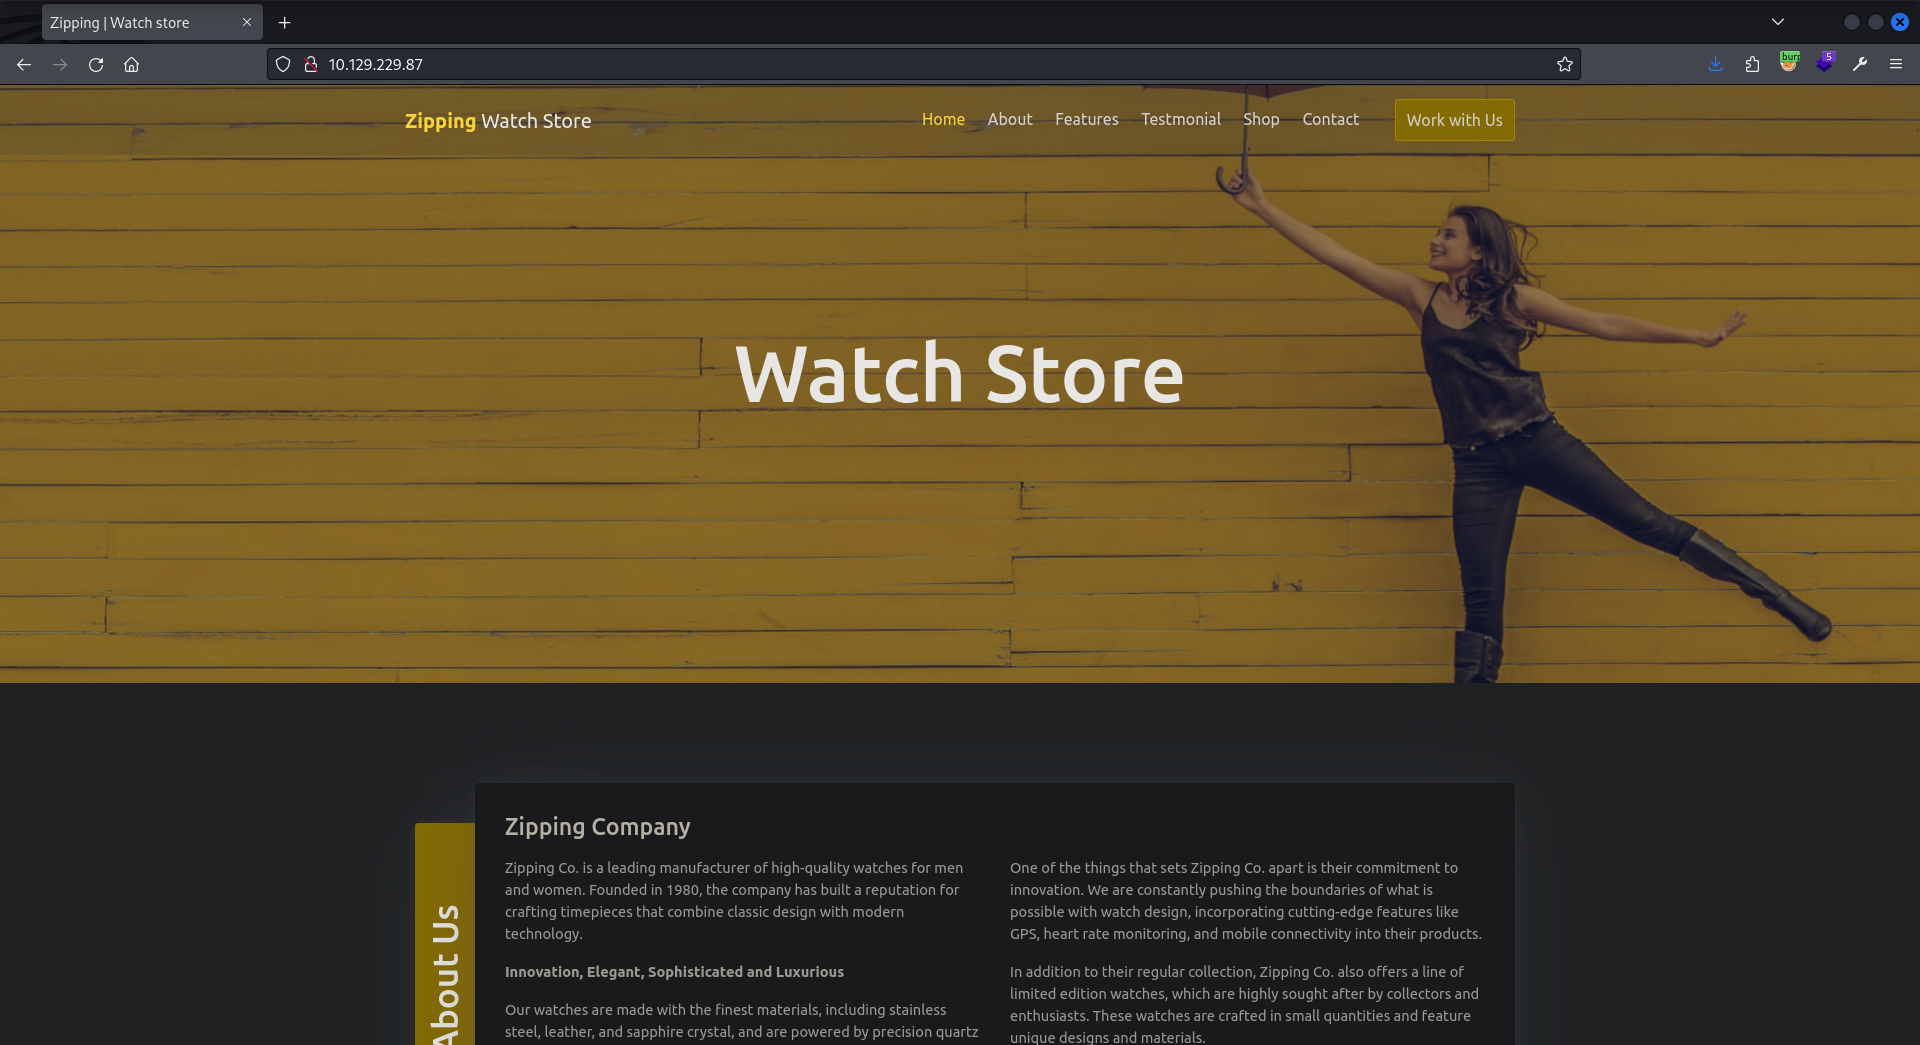 Zipping | Watch store
10.129.229.87
burp
5
Zipping Watch Store
Home About Features Testmonial Shop Contact Work with Us
Watch Store
About Us
Zipping Company
Zipping Co. is a leading manufacturer of high-quality watches for men
and women. Founded in 1980, the company has built a reputation for
crafting timepieces that combine classic design with modern
technology.
Innovation, Elegant, Sophisticated and Luxurious
Our watches are made with the finest materials, including stainless
steel, leather, and sapphire crystal, and are powered by precision quartz
One of the things that sets Zipping Co. apart is their commitment to
innovation. We are constantly pushing the boundaries of what is
possible with watch design, incorporating cutting-edge features like
GPS, heart rate monitoring, and mobile connectivity into their products.
In addition to their regular collection, Zipping Co. also offers a line of
limited edition watches, which are highly sought after by collectors and
enthusiasts. These watches are crafted in small quantities and feature
unique designs and materials.